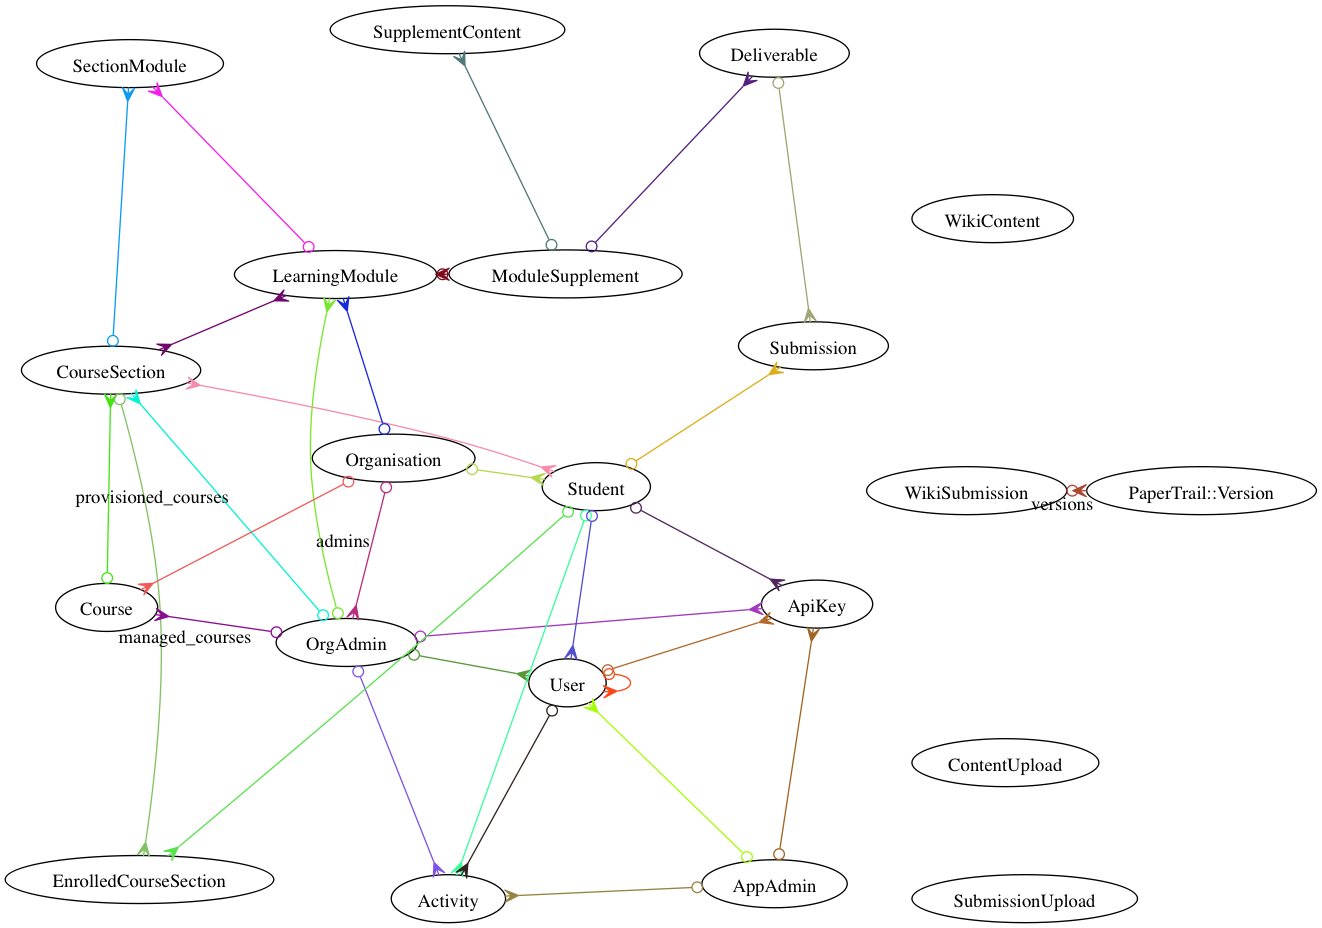 SupplementContent
Deliverable
SectionModule
WikiContent
LearningModule
ModuleSupplement
Submission
CourseSection
Organisation
Student
WikiSubmission
PaperTrail::Version
versions
provisioned_courses
admins
Course
ApiKey
managed_courses
OrgAdmin
User
ContentUpload
EnrolledCourseSection
AppAdmin
Activity
SubmissionUpload